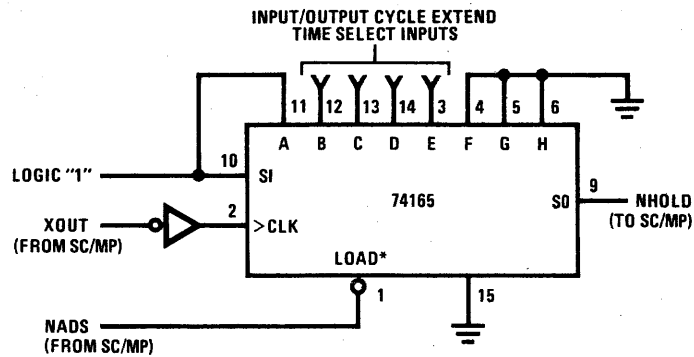 INPUT/OUTPUT CYCLE EXTEND
TIME SELECT INPUTS
11 12 13 14 3 4 5 6
A B C D E F G H
LOGIC "1"
10
SI
74165
SO
9
NHOLD
(TO SC/MP)
XOUT
(FROM SC/MP)
2
>CLK
LOAD*
1
15
NADS
(FROM SC/MP)